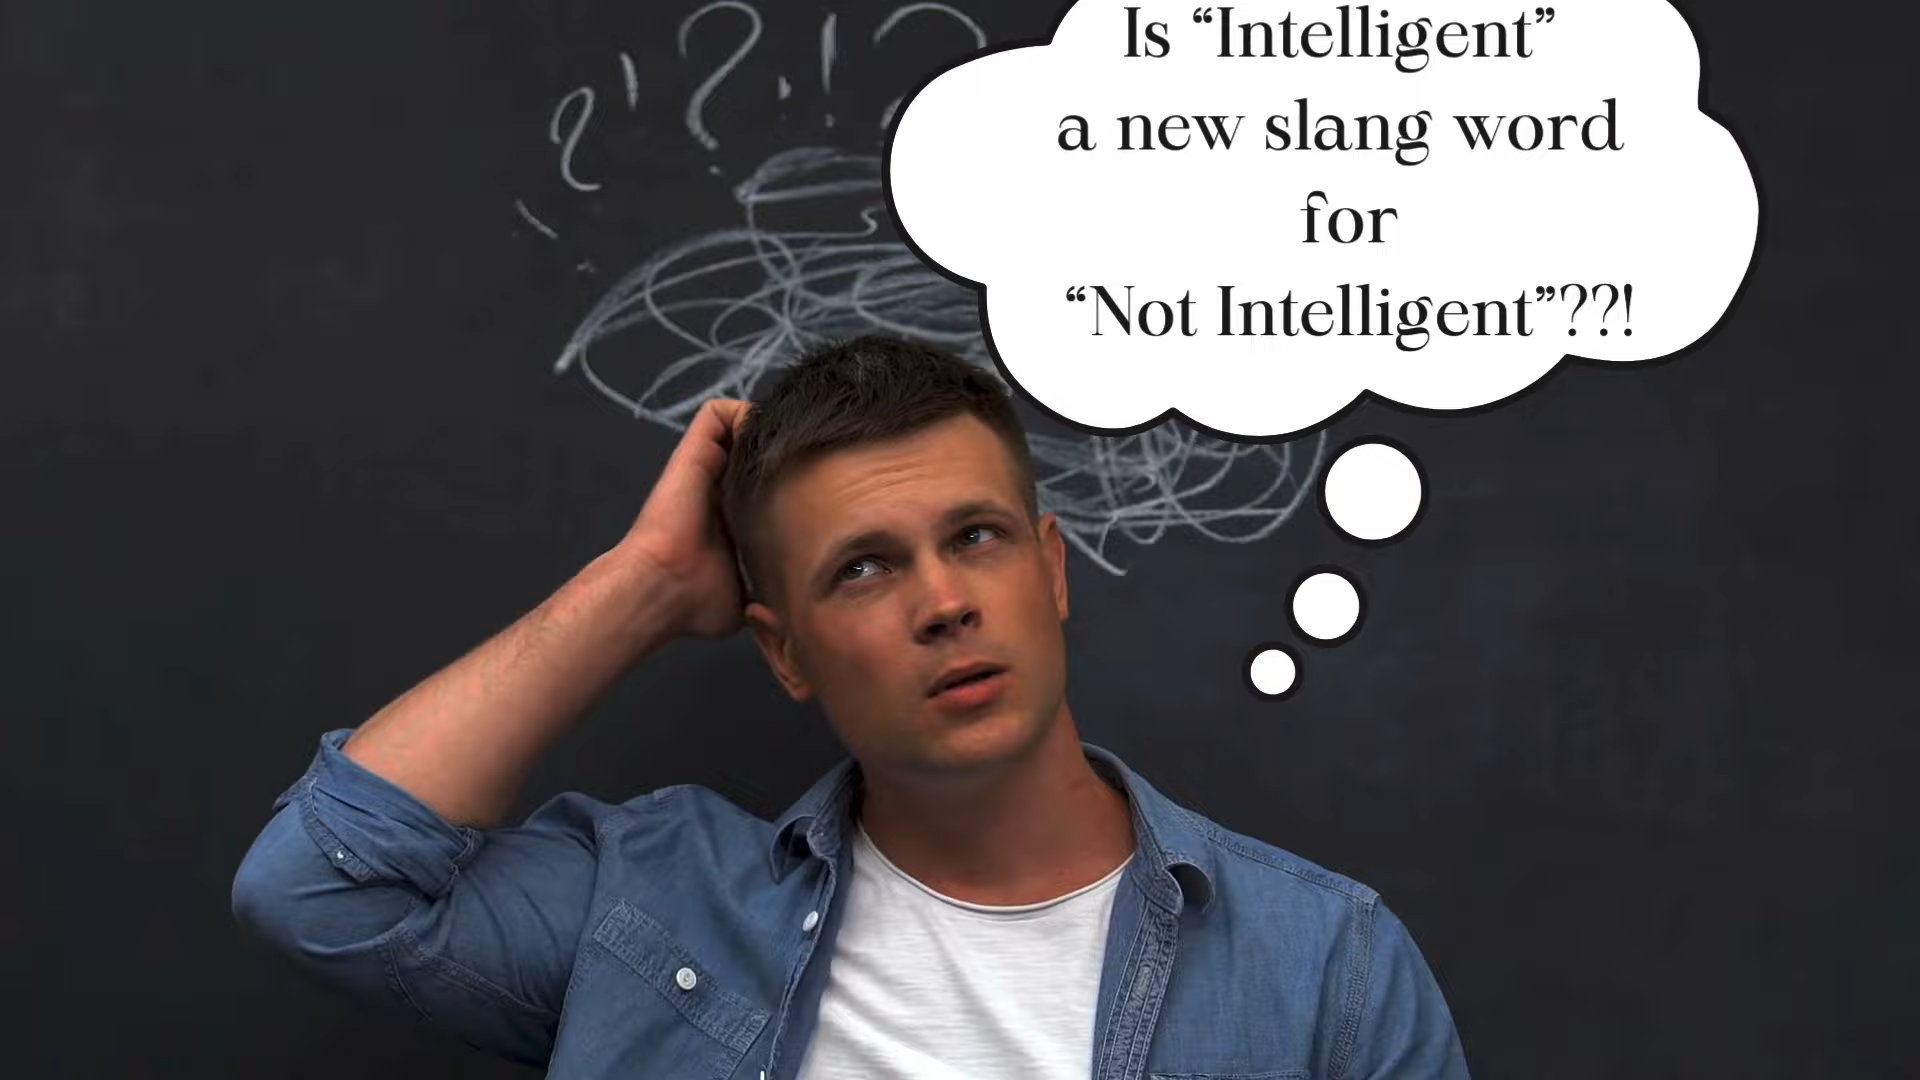 Is “Intelligent”
a new slang word
for
“Not Intelligent”??!